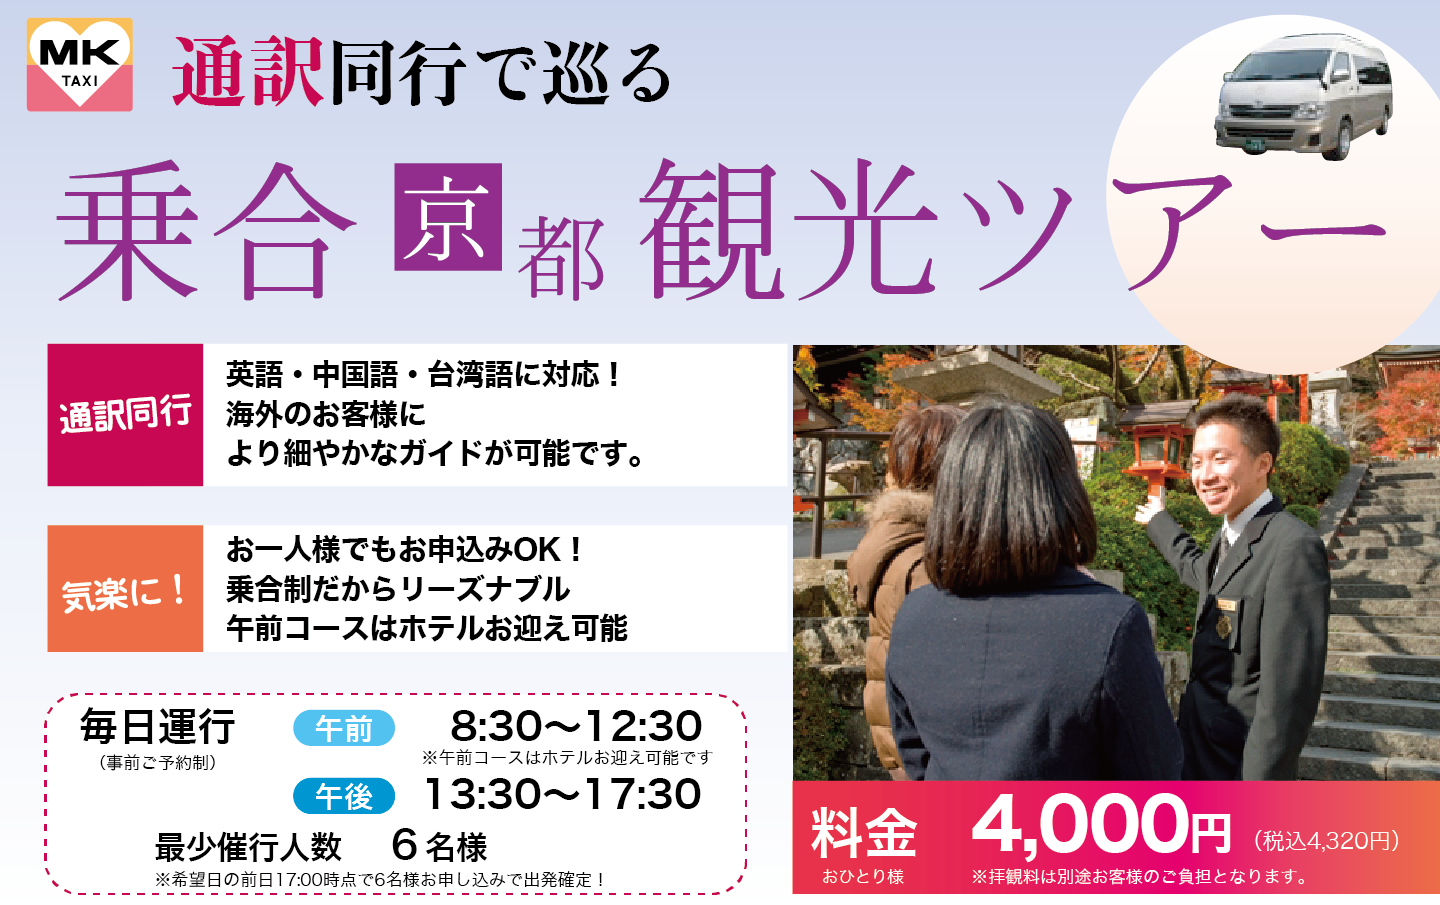 MK
TAXI
通訳同行で巡る
乗合京都観光ツアー
通訳同行
英語・中国語・台湾語に対応！
海外のお客様に
より細やかなガイドが可能です。
気楽に！
お一人様でもお申込みOK！
乗合制だからリーズナブル
午前コースはホテルお迎え可能
毎日運行
（事前ご予約制）
午前 8:30～12:30
※午前コースはホテルお迎え可能です
午後 13:30～17:30
最少催行人数 6名様
※希望日の前日17:00時点で6名様お申し込みで出発確定！
料金 4,000円（税込4,320円）
おひとり様
※拝観料は別途お客様のご負担となります。